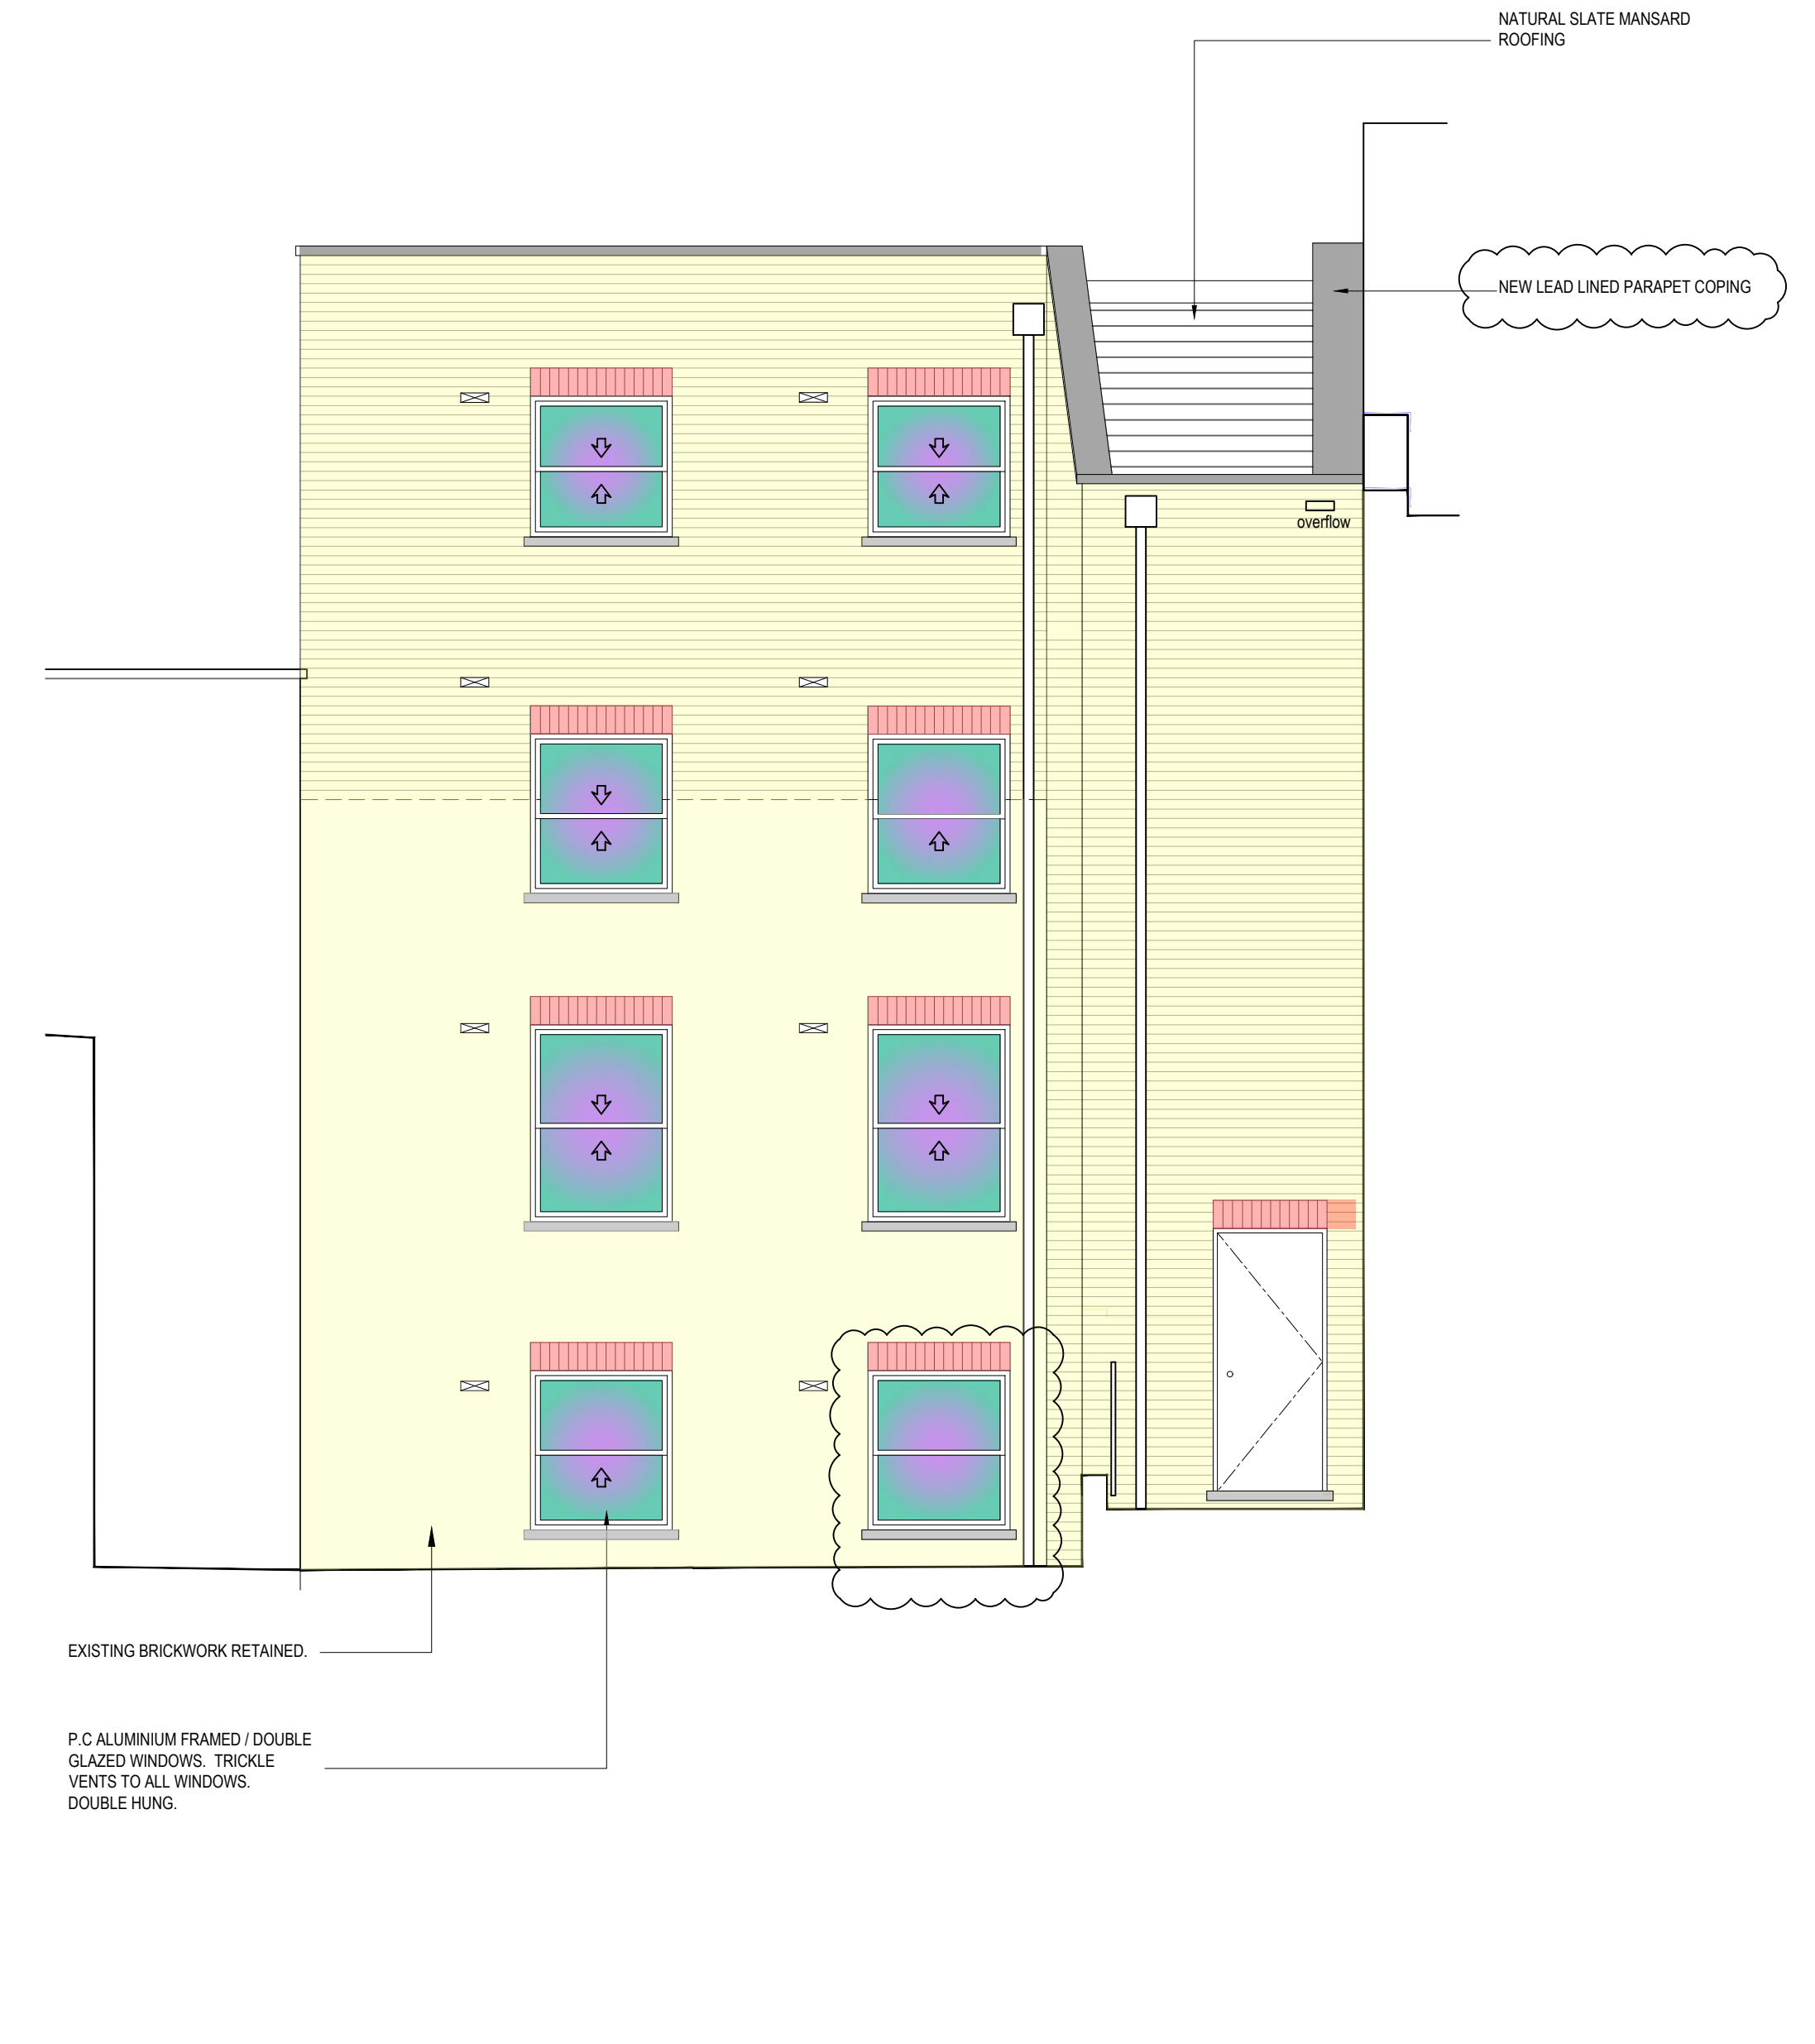 NATURAL SLATE MANSARD
ROOFING
NEW LEAD LINED PARAPET COPING
overflow
EXISTING BRICKWORK RETAINED.
P.C ALUMINIUM FRAMED / DOUBLE
GLAZED WINDOWS.  TRICKLE
VENTS TO ALL WINDOWS.
DOUBLE HUNG.